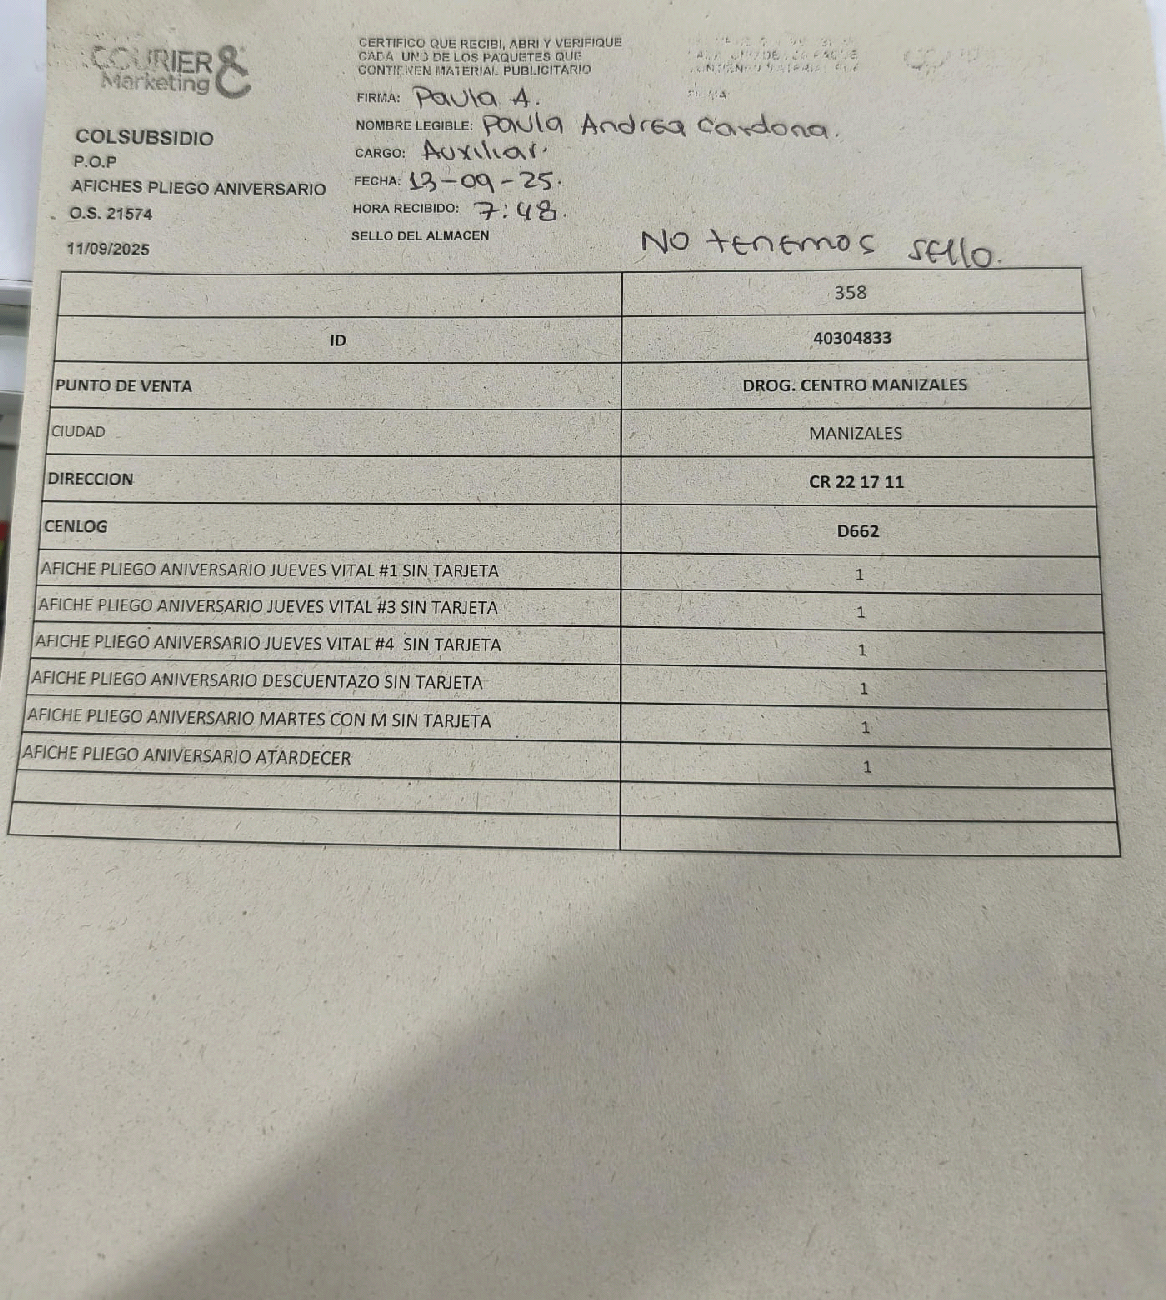 COURIER &
Marketing
COLSUBSIDIO
P.O.P
AFICHES PLIEGO ANIVERSARIO
O.S. 21574
11/09/2025
CERTIFICO QUE RECIBI, ABRI Y VERIFIQUE
CADA UNO DE LOS PAQUETES QUE
CONTIENEN MATERIAL PUBLICITARIO
FIRMA: Paula A.
NOMBRE LEGIBLE: Paula Andrea Cardona.
CARGO: Auxiliar.
FECHA: 13-09-25.
HORA RECIBIDO: 7:48.
SELLO DEL ALMACEN
No tenemos sello.
358
ID 40304833
PUNTO DE VENTA DROG. CENTRO MANIZALES
CIUDAD MANIZALES
DIRECCION CR 22 17 11
CENLOG D662
AFICHE PLIEGO ANIVERSARIO JUEVES VITAL #1 SIN TARJETA 1
AFICHE PLIEGO ANIVERSARIO JUEVES VITAL #3 SIN TARJETA 1
AFICHE PLIEGO ANIVERSARIO JUEVES VITAL #4 SIN TARJETA 1
AFICHE PLIEGO ANIVERSARIO DESCUENTAZO SIN TARJETA 1
AFICHE PLIEGO ANIVERSARIO MARTES CON M SIN TARJETA 1
AFICHE PLIEGO ANIVERSARIO ATARDECER 1